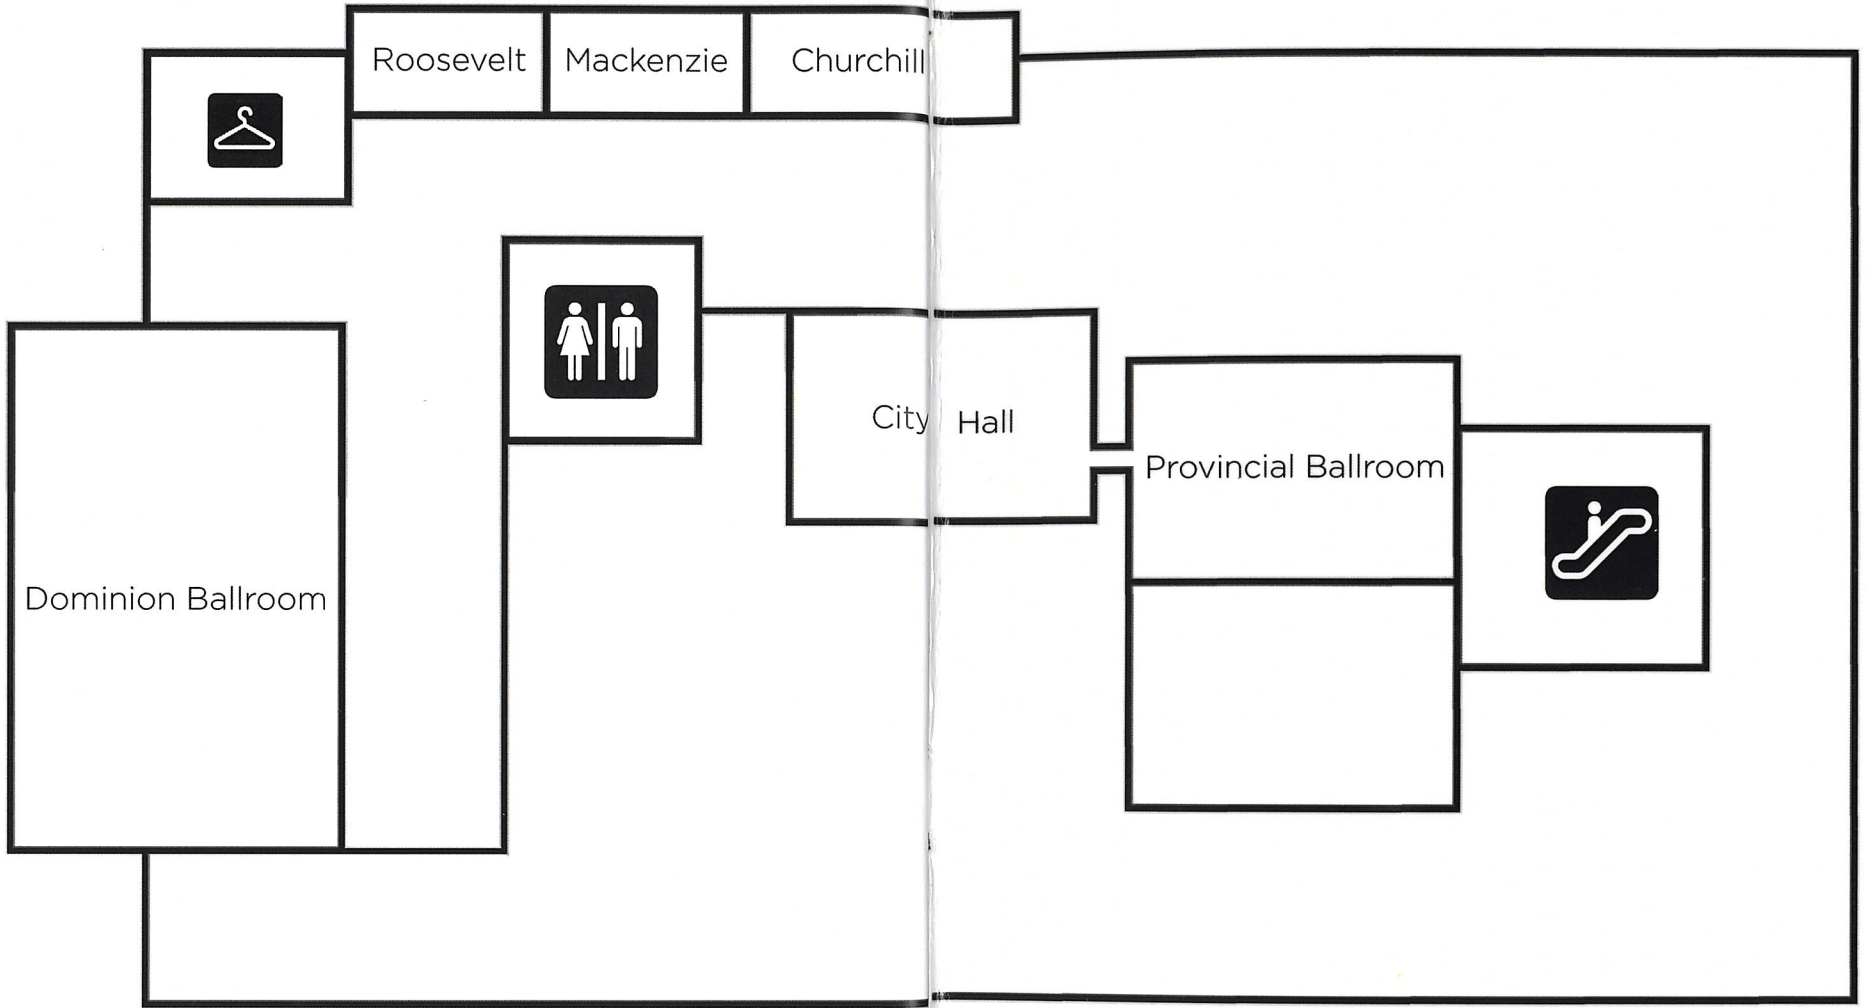 Roosevelt
Mackenzie
Churchill
City Hall
Provincial Ballroom
Dominion Ballroom